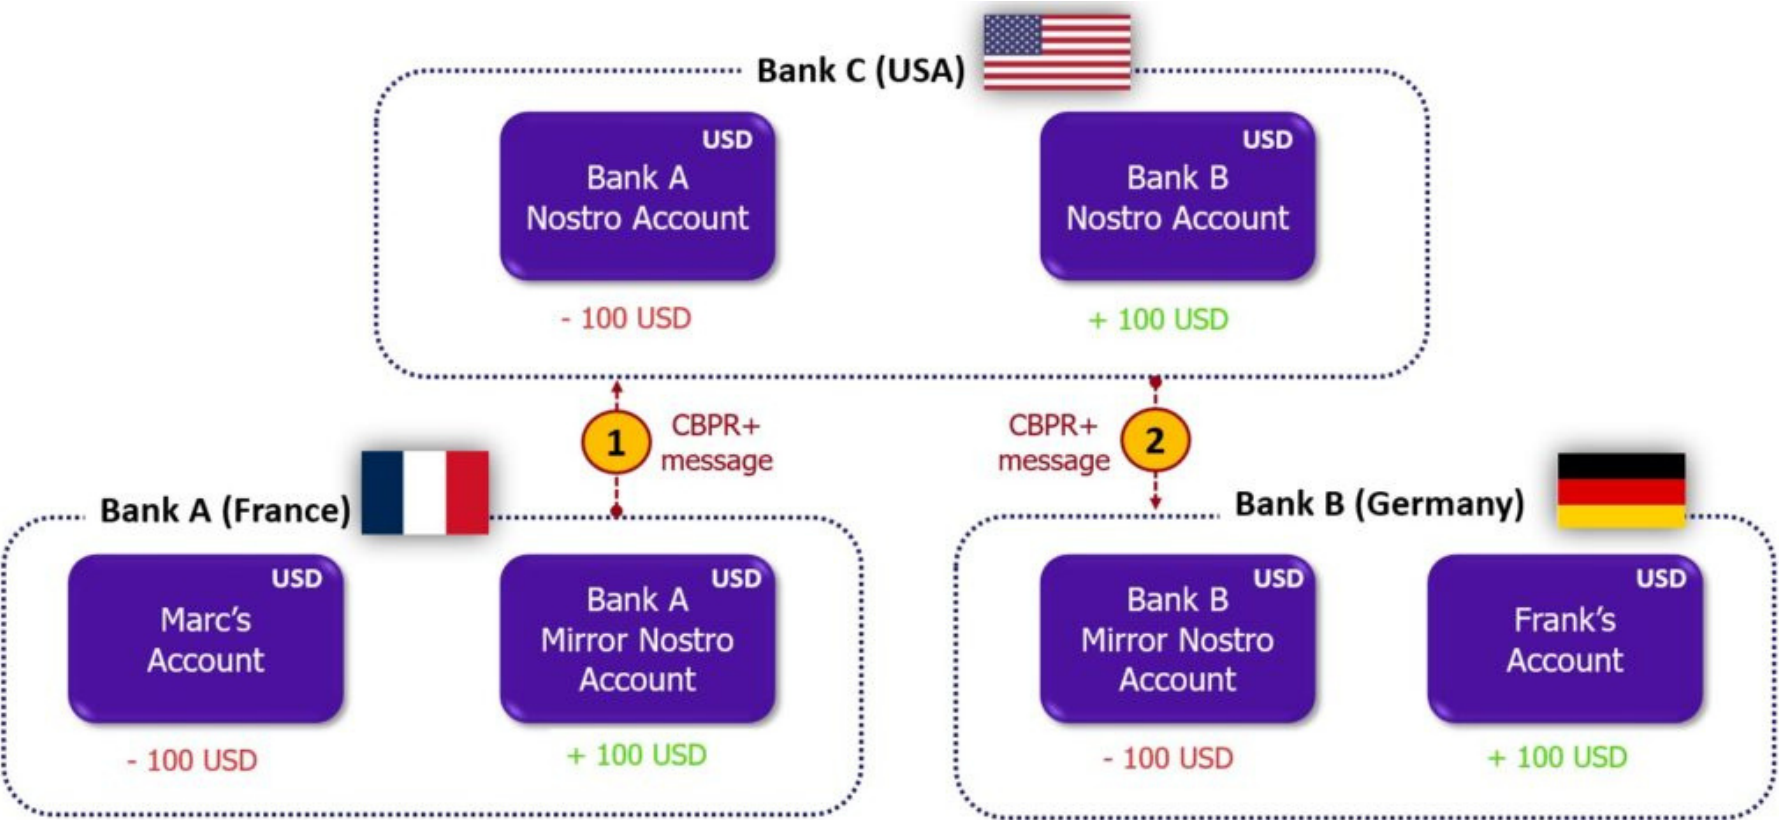 Bank C (USA)
USD
Bank A
Nostro Account
- 100 USD
USD
Bank B
Nostro Account
+ 100 USD
1
CBPR+
message
CBPR+
message
2
Bank A (France)
USD
Marc’s
Account
- 100 USD
USD
Bank A
Mirror Nostro
Account
+ 100 USD
Bank B (Germany)
USD
Bank B
Mirror Nostro
Account
- 100 USD
USD
Frank’s
Account
+ 100 USD